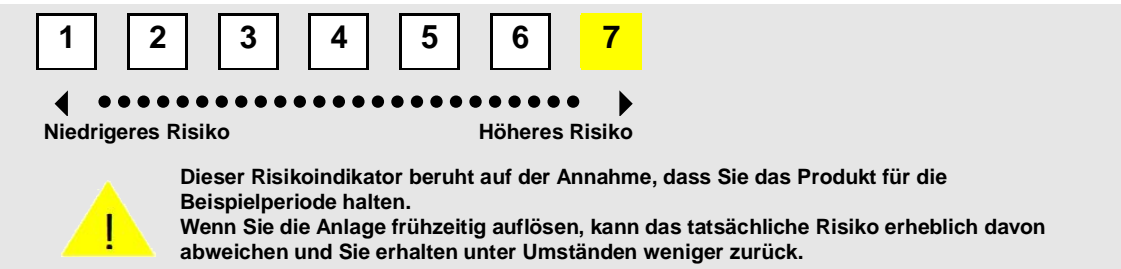 1 2 3 4 5 6 7
Niedrigeres Risiko Höheres Risiko
Dieser Risikoindikator beruht auf der Annahme, dass Sie das Produkt für die
Beispielperiode halten.
Wenn Sie die Anlage frühzeitig auflösen, kann das tatsächliche Risiko erheblich davon
abweichen und Sie erhalten unter Umständen weniger zurück.
!